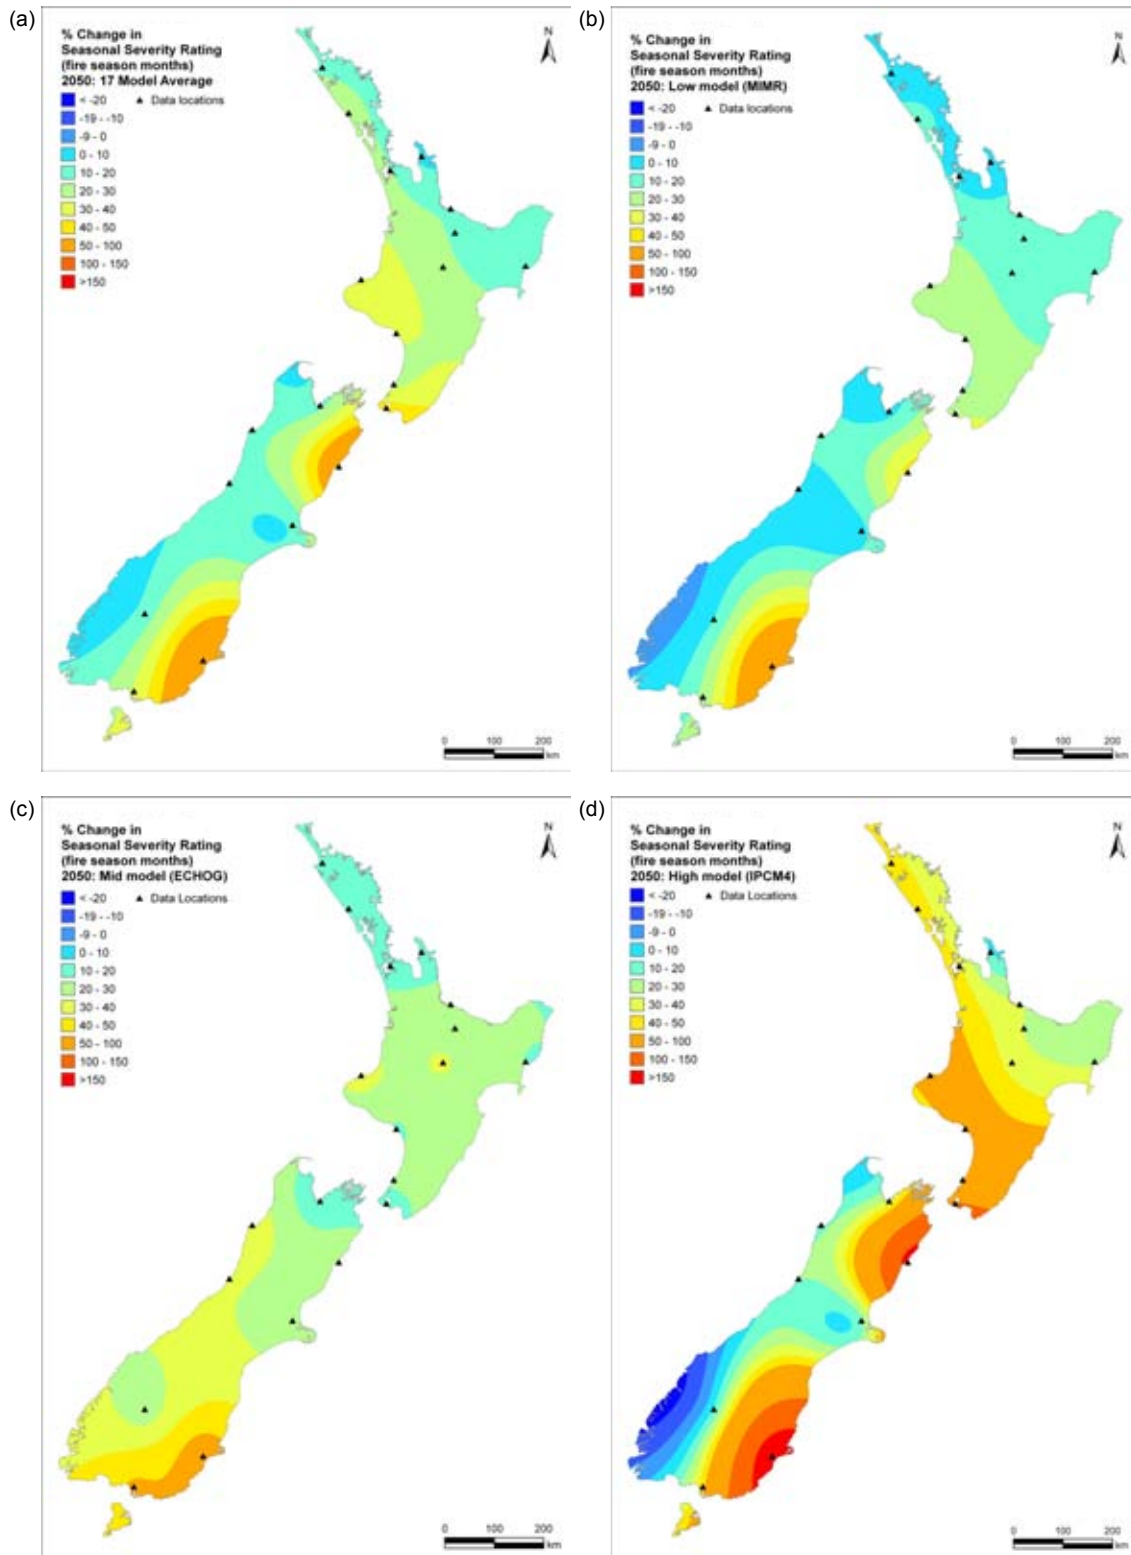 (a)
% Change in
Seasonal Severity Rating
(fire season months)
2050: 17 Model Average
< -20 ▲ Data locations
-19 - -10
-9 - 0
0 - 10
10 - 20
20 - 30
30 - 40
40 - 50
50 - 100
100 - 150
>150
N
0 100 200
km
(b)
% Change in
Seasonal Severity Rating
(fire season months)
2050: Low model (MIMR)
< -20 ▲ Data locations
-19 - -10
-9 - 0
0 - 10
10 - 20
20 - 30
30 - 40
40 - 50
50 - 100
100 - 150
>150
N
0 100 200
km
(c)
% Change in
Seasonal Severity Rating
(fire season months)
2050: Mid model (ECHOG)
< -20 ▲ Data Locations
-19 - -10
-9 - 0
0 - 10
10 - 20
20 - 30
30 - 40
40 - 50
50 - 100
100 - 150
>150
N
0 100 200
km
(d)
% Change in
Seasonal Severity Rating
(fire season months)
2050: High model (IPCM4)
< -20 ▲ Data Locations
-19 - -10
-9 - 0
0 - 10
10 - 20
20 - 30
30 - 40
40 - 50
50 - 100
100 - 150
>150
N
0 100 200
km